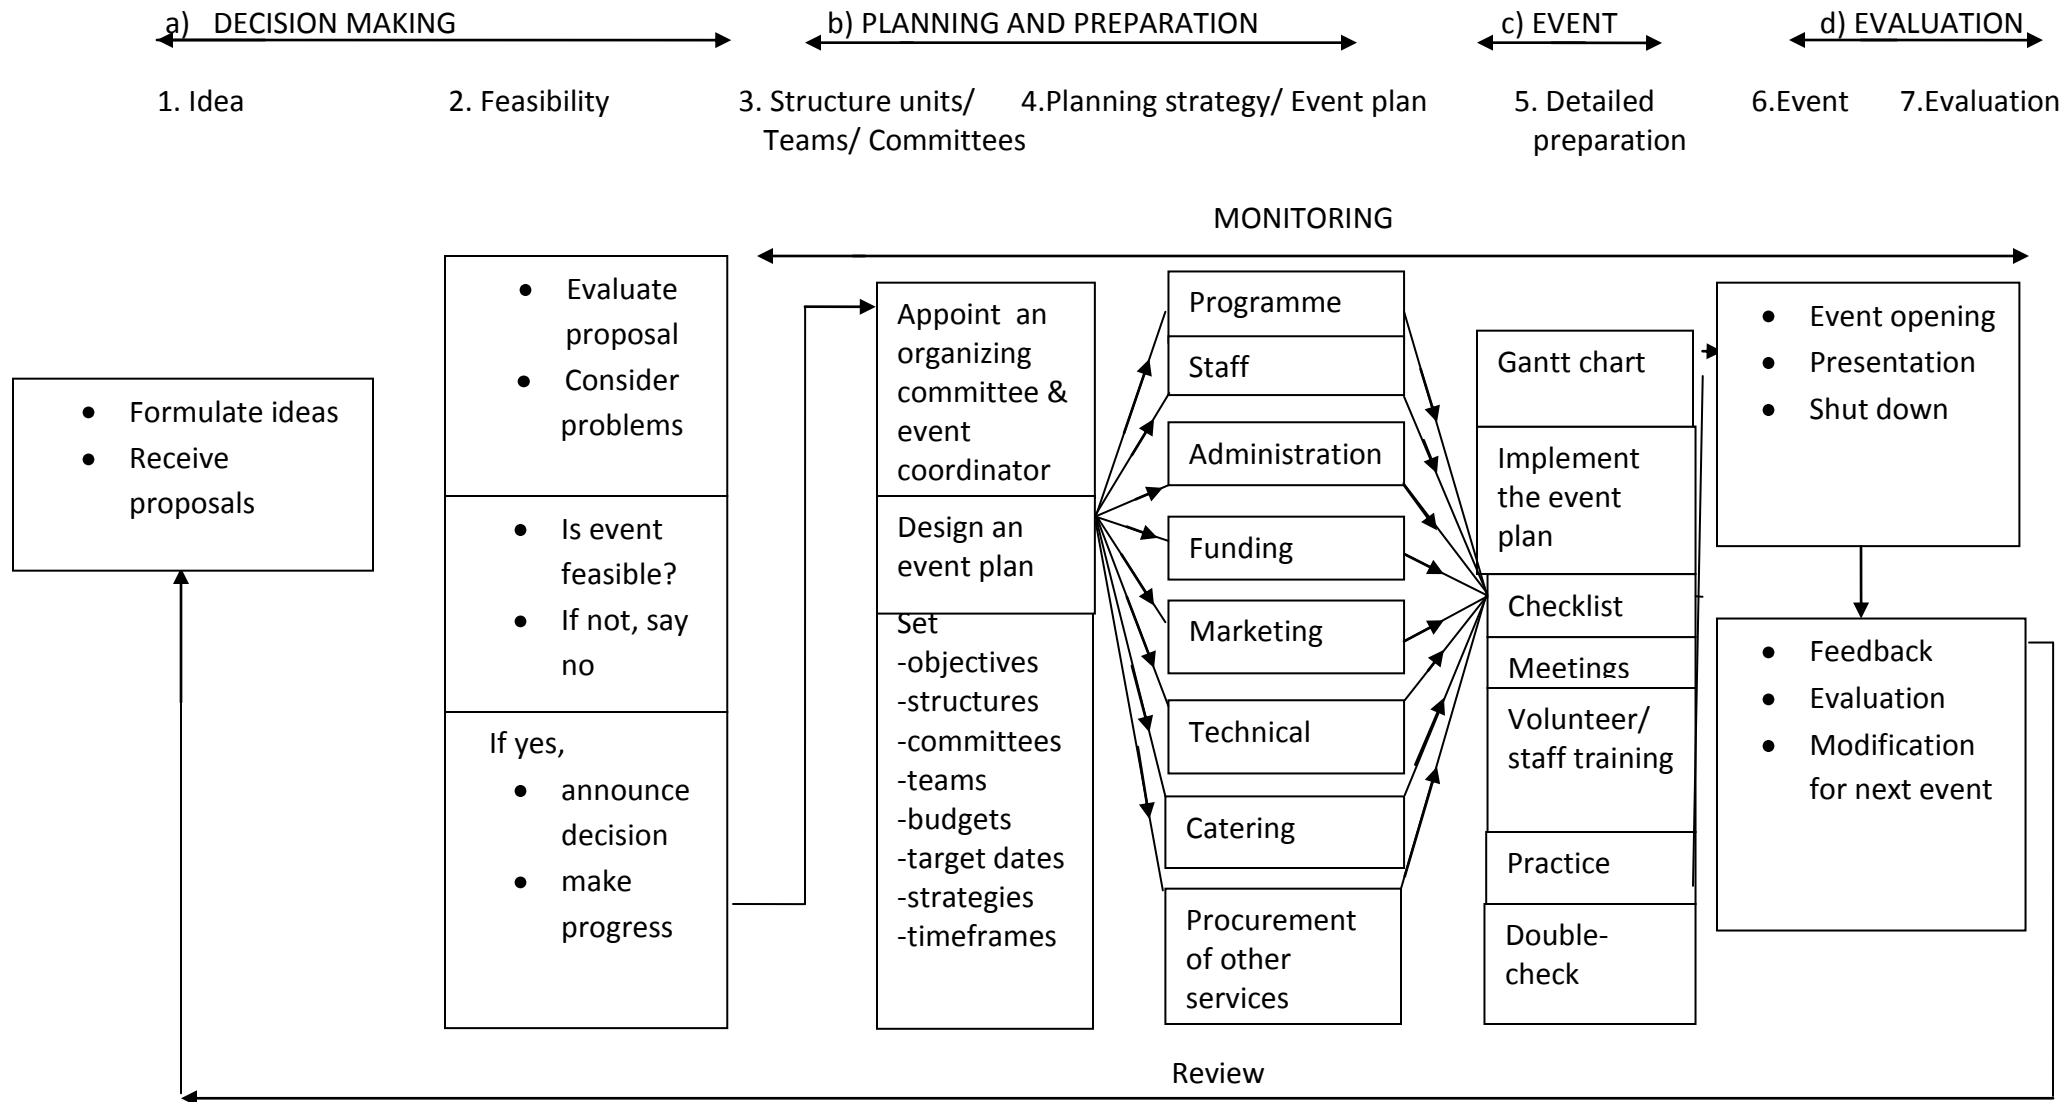 a) DECISION MAKING
b) PLANNING AND PREPARATION
c) EVENT
d) EVALUATION
1. Idea
2. Feasibility
3. Structure units/
Teams/ Committees
4.Planning strategy/ Event plan
5. Detailed
preparation
6.Event
7.Evaluation
MONITORING
• Formulate ideas
• Receive
proposals
• Evaluate
proposal
• Consider
problems
• Is event
feasible?
• If not, say
no
If yes,
• announce
decision
• make
progress
Appoint an
organizing
committee &
event
coordinator
Design an
event plan
Set
-objectives
-structures
-committees
-teams
-budgets
-target dates
-strategies
-timeframes
Programme
Staff
Administration
Funding
Marketing
Technical
Catering
Procurement
of other
services
Gantt chart
Implement
the event
plan
Checklist
Meetings
Volunteer/
staff training
Practice
Double-
check
• Event opening
• Presentation
• Shut down
• Feedback
• Evaluation
• Modification
for next event
Review